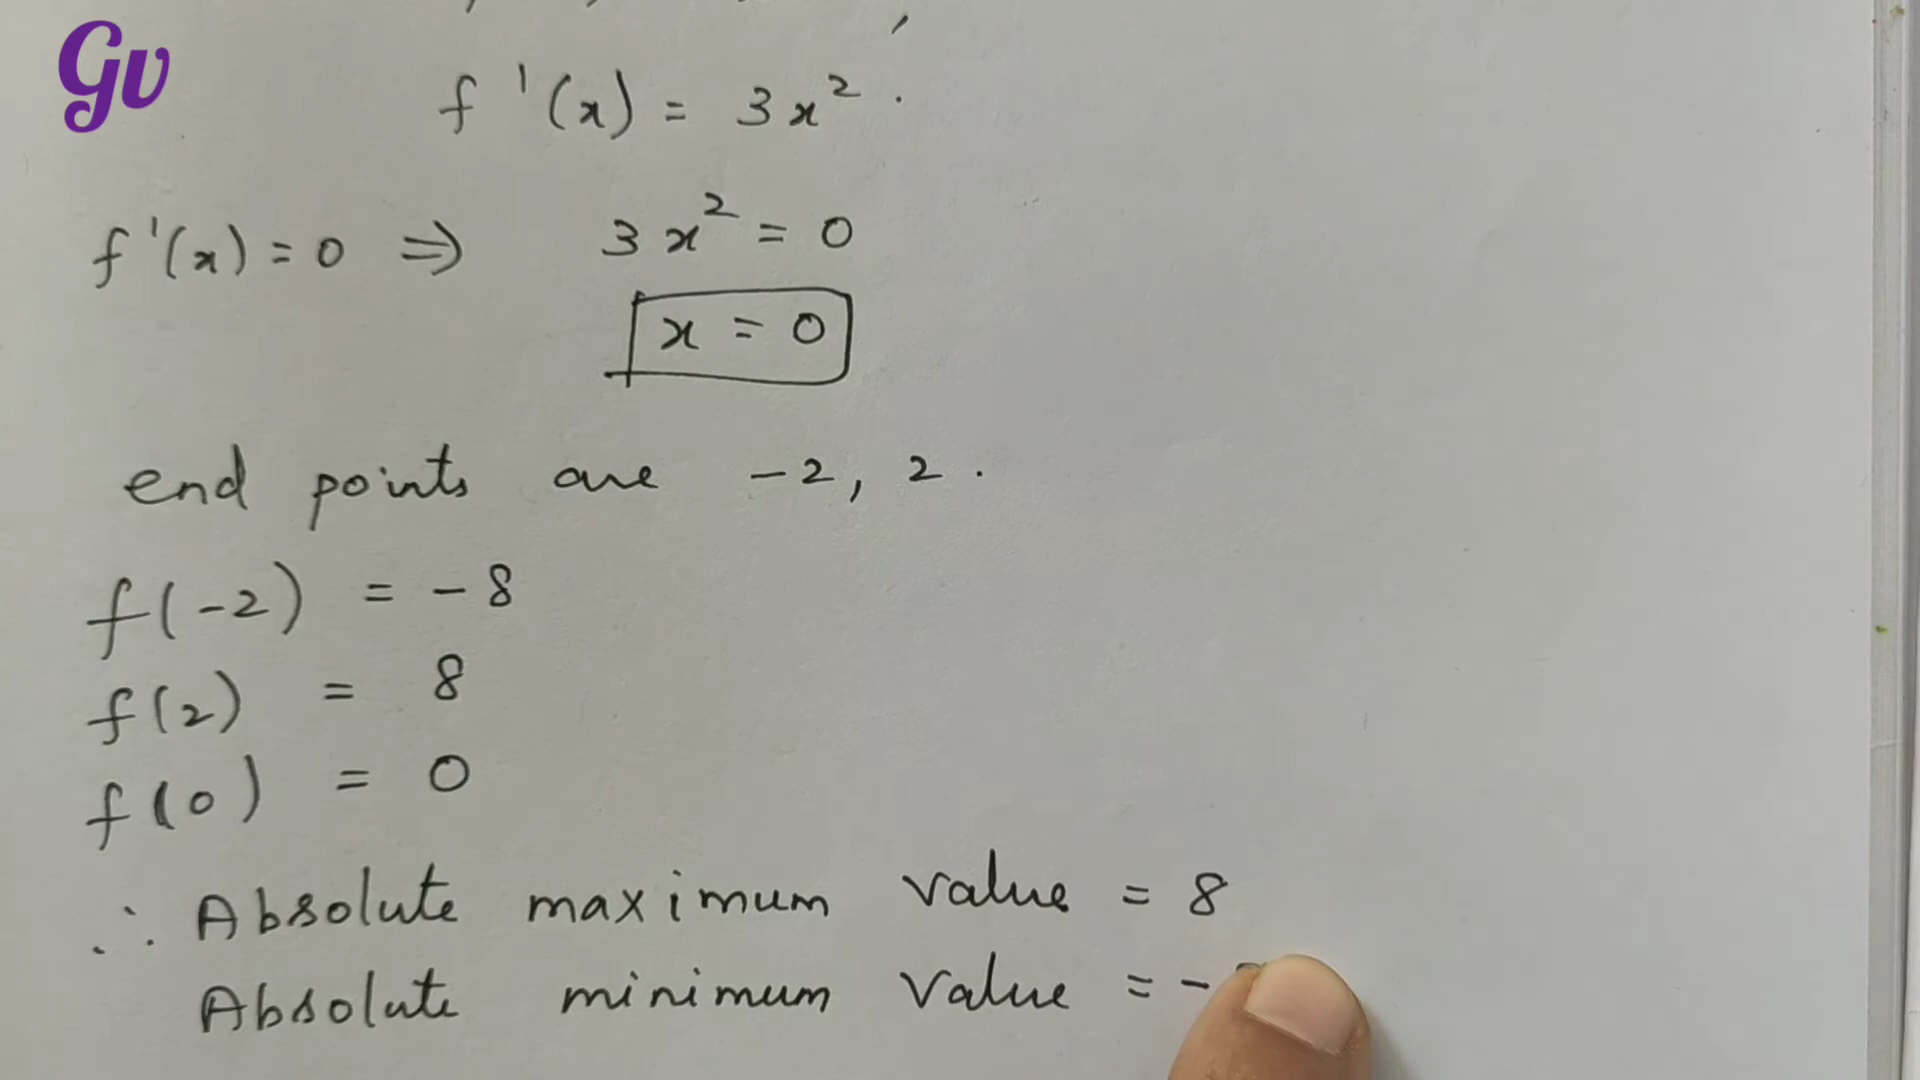 Gv
f'(x) = 3x².
f'(x) = 0 ⇒ 3x² = 0
x = 0
end points are -2, 2.
f(-2) = -8
f(2) = 8
f(0) = 0
∴ Absolute maximum value = 8
Absolute minimum value = -